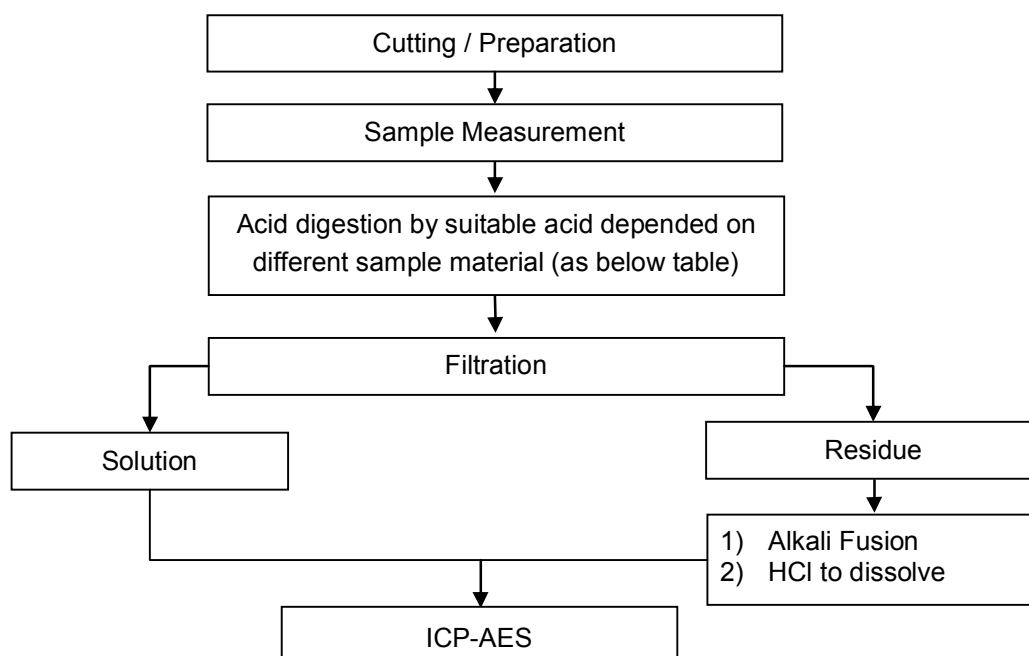 Cutting / Preparation
Sample Measurement
Acid digestion by suitable acid depended on
different sample material (as below table)
Filtration
Solution
Residue
1) Alkali Fusion
2) HCl to dissolve
ICP-AES